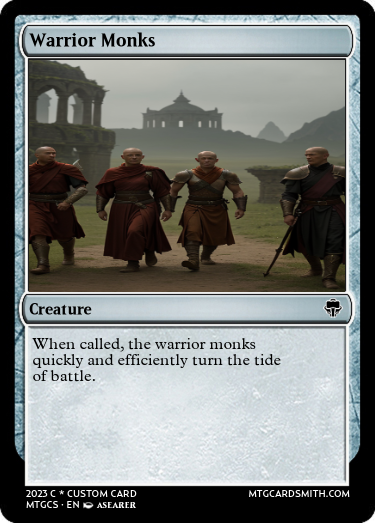 Warrior Monks
Creature
When called, the warrior monks
quickly and efficiently turn the tide
of battle.
2023 C * CUSTOM CARD
MTGCARDSMITH.COM
MTGCS · EN ASEARER